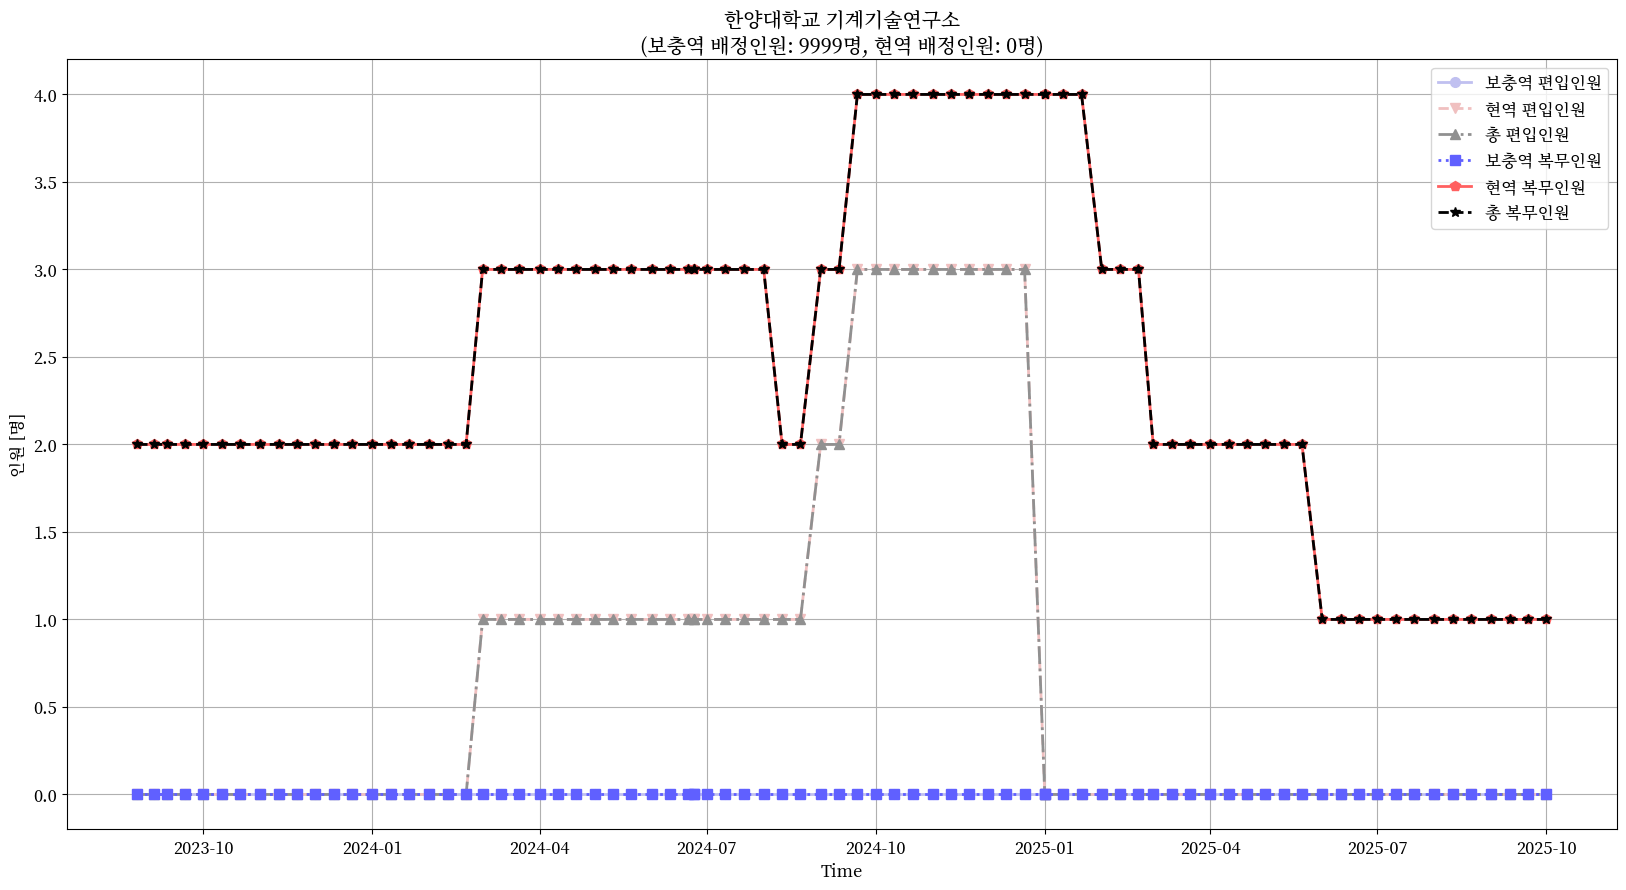 한양대학교 기계기술연구소
(보충역 배정인원: 9999명, 현역 배정인원: 0명)
보충역 편입인원
현역 편입인원
총 편입인원
보충역 복무인원
현역 복무인원
총 복무인원
인원 [명]
4.0
3.5
3.0
2.5
2.0
1.5
1.0
0.5
0.0
2023-10
2024-01
2024-04
2024-07
2024-10
2025-01
2025-04
2025-07
2025-10
Time